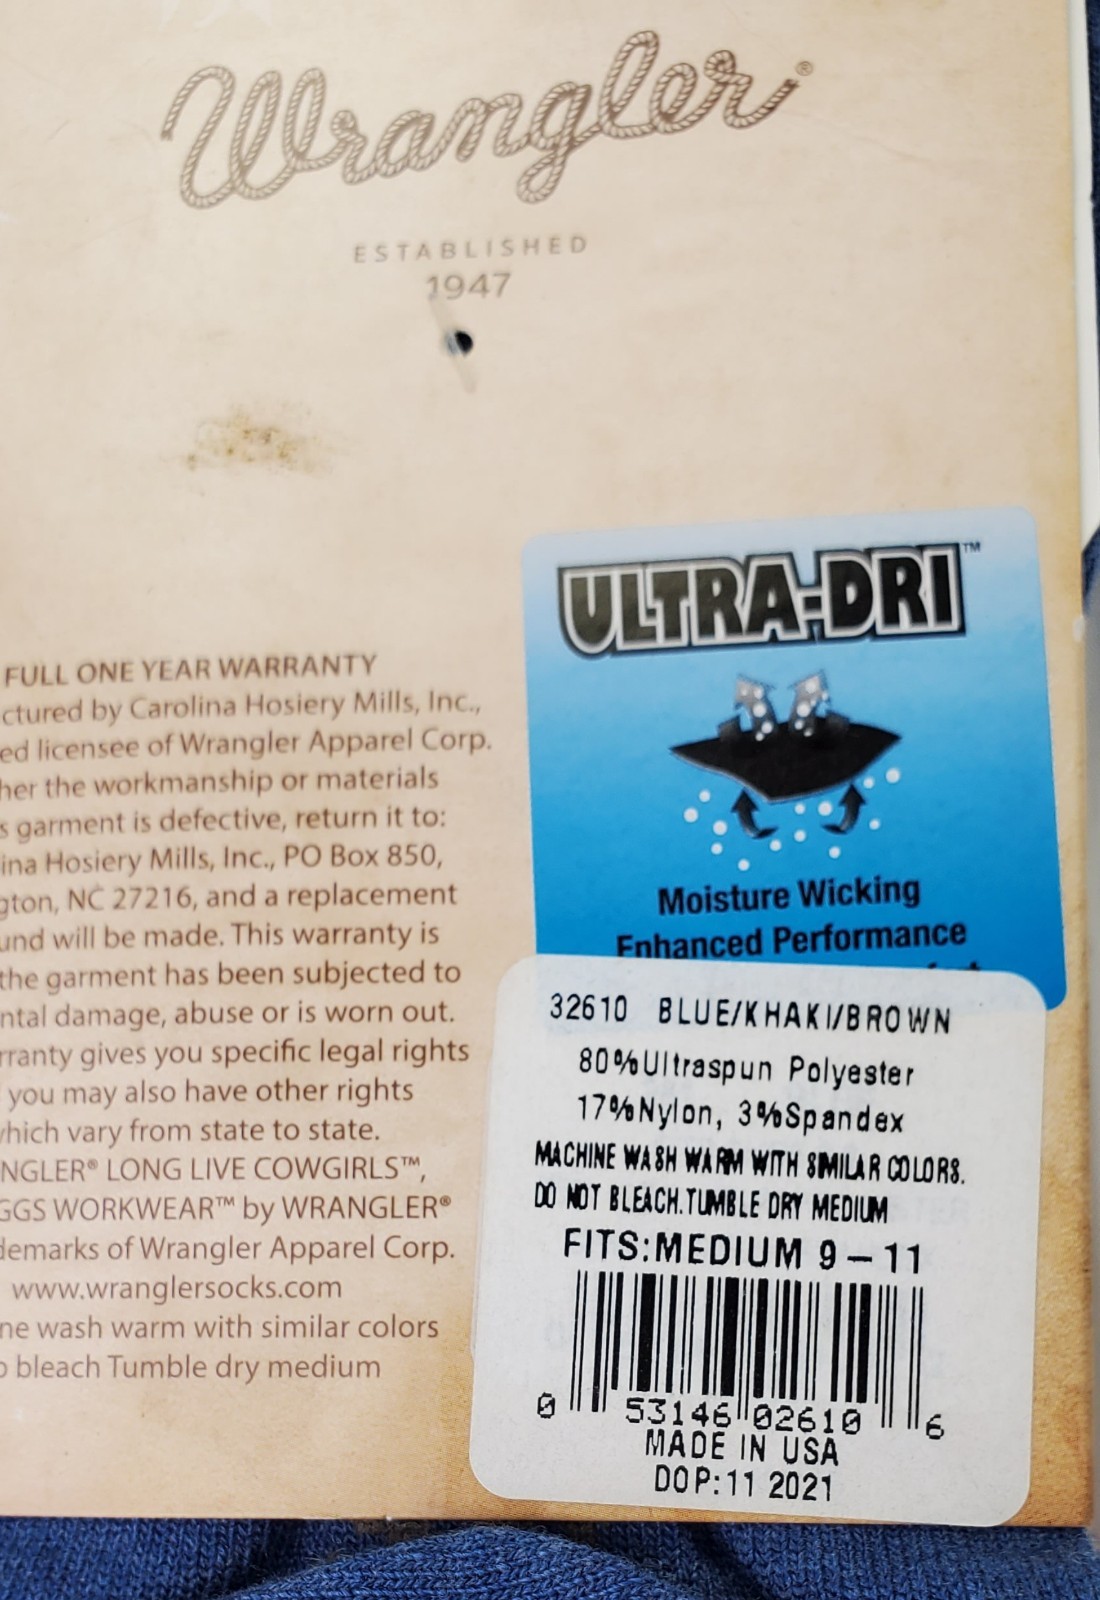 Wrangler®
ESTABLISHED
1947
FULL ONE YEAR WARRANTY
ctured by Carolina Hosiery Mills, Inc.,
ed licensee of Wrangler Apparel Corp.
her the workmanship or materials
s garment is defective, return it to:
ina Hosiery Mills, Inc., PO Box 850,
gton, NC 27216, and a replacement
und will be made. This warranty is
the garment has been subjected to
ntal damage, abuse or is worn out.
rranty gives you specific legal rights
you may also have other rights
which vary from state to state.
NGLER® LONG LIVE COWGIRLS™,
GGS WORKWEAR™ by WRANGLER®
demarks of Wrangler Apparel Corp.
www.wranglersocks.com
ne wash warm with similar colors
o bleach Tumble dry medium
ULTRA-DRI™
Moisture Wicking
Enhanced Performance
32610 BLUE/KHAKI/BROWN
80%Ultraspun Polyester
17%Nylon, 3%Spandex
MACHINE WASH WARM WITH SIMILAR COLORS.
DO NOT BLEACH.TUMBLE DRY MEDIUM
FITS:MEDIUM 9-11
0 53146 02610 6
MADE IN USA
DOP:11 2021